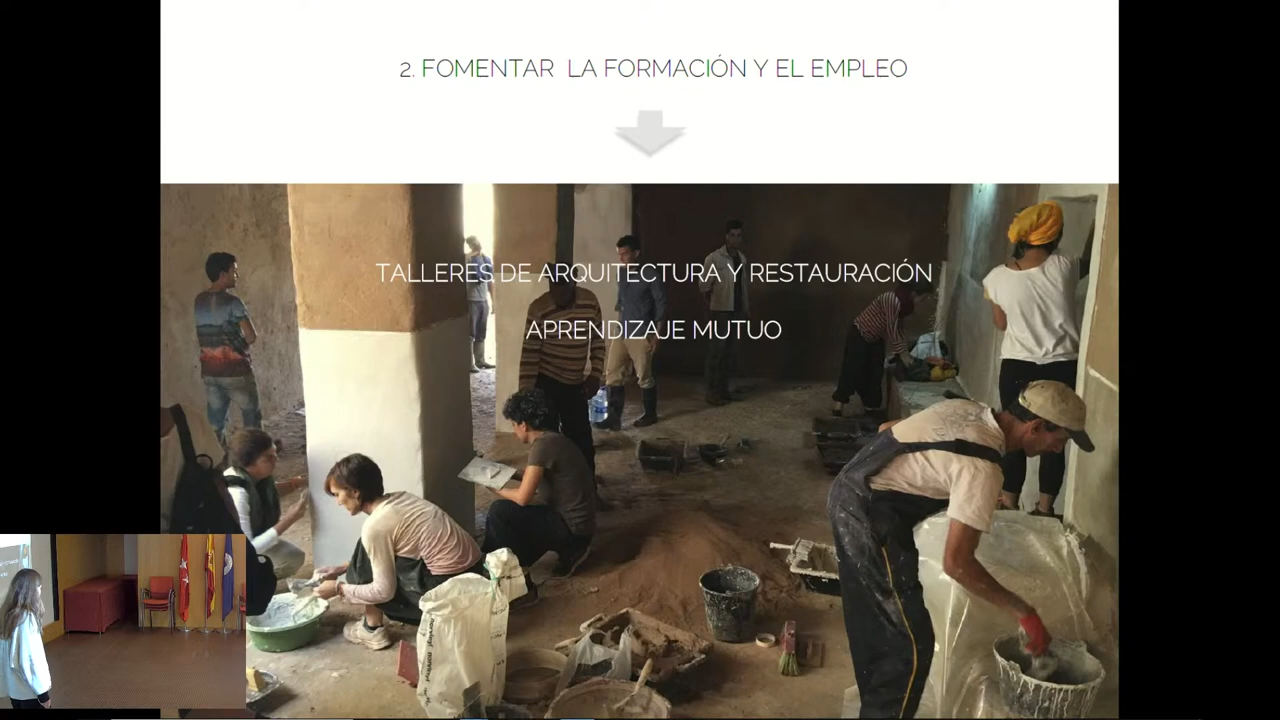 2. FOMENTAR LA FORMACIÓN Y EL EMPLEO
TALLERES DE ARQUITECTURA Y RESTAURACIÓN
APRENDIZAJE MUTUO